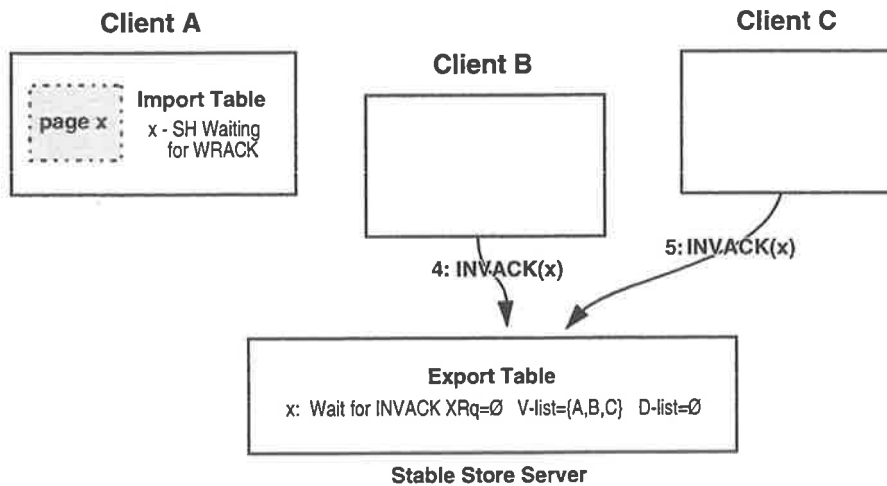 Client A
Client B
Client C
Import Table
page x
x - SH Waiting
for WRACK
4: INVACK(x)
5: INVACK(x)
Export Table
x: Wait for INVACK XRq=Ø V-list={A,B,C} D-list=Ø
Stable Store Server